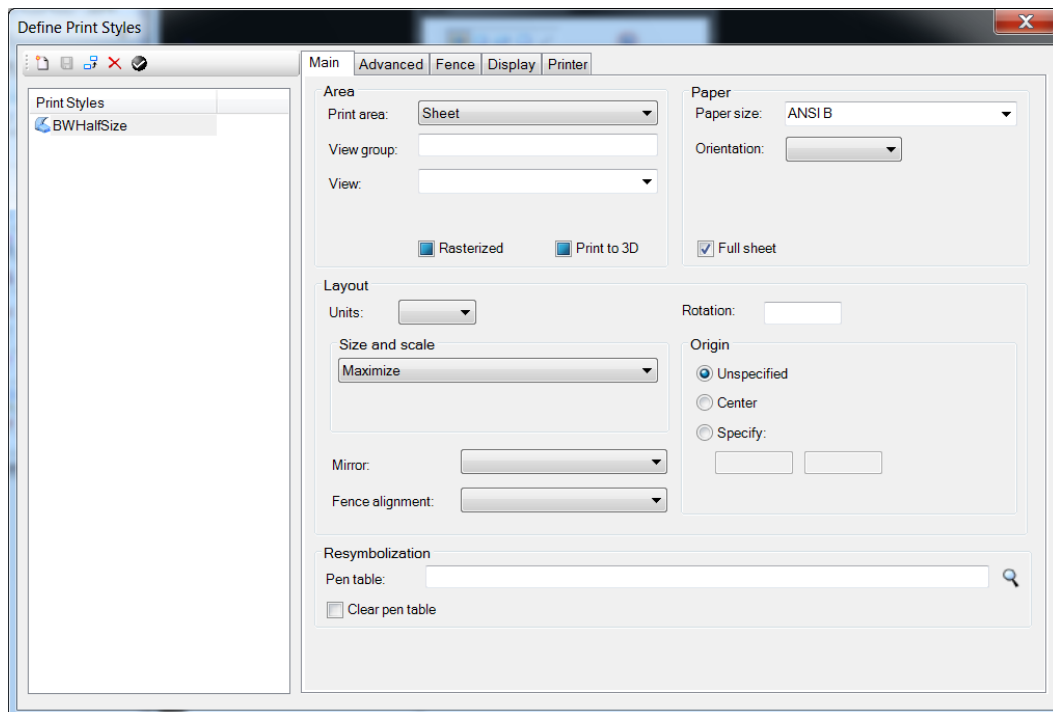 Define Print Styles
Main Advanced Fence Display Printer
Print Styles
BWHalfSize
Area
Print area: Sheet
View group:
View:
Rasterized Print to 3D
Paper
Paper size: ANSI B
Orientation:
Full sheet
Layout
Units:
Rotation:
Size and scale
Maximize
Origin
Unspecified
Center
Specify:
Mirror:
Fence alignment:
Resymbolization
Pen table:
Clear pen table